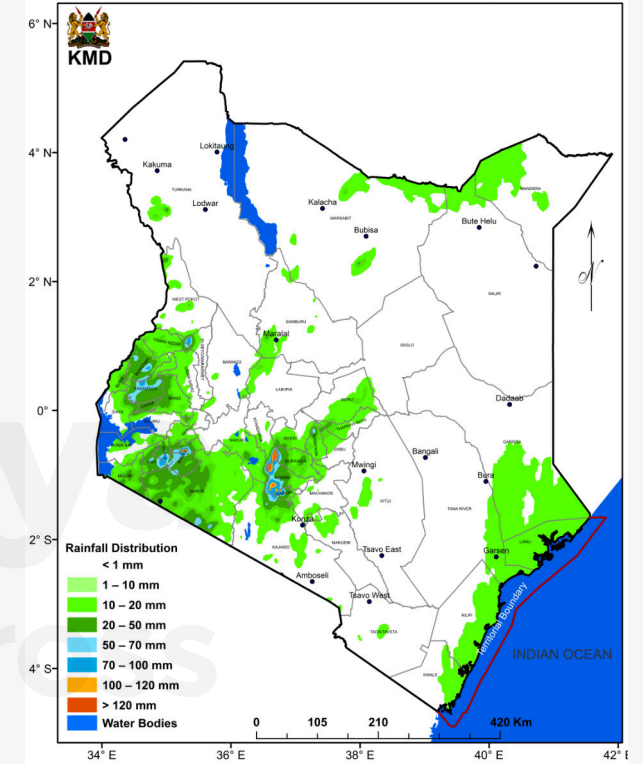 6° N
KMD
4° N
2° N
0°
2° S
4° S
34° E
36° E
38° E
40° E
42° E
Lokitaung
Kakuma
TURKANA
Lodwar
Kalacha
MARSABIT
Bubisa
MANDERA
Bute Helu
WAJIR
WEST POKOT
SAMBURU
Maralal
ISIOLO
BARINGO
LAIKIPIA
Dadaab
MERU
NYERI
EMBU
Mwingi
Bangali
GARISSA
Bura
KITUI
TANA RIVER
MACHAKOS
Konza
MAKUENI
KAJIADO
NAROK
Tsavo East
Garsen
LAMU
Amboseli
Tsavo West
TAITA TAVETA
KILIFI
KWALE
Territorial Boundary
INDIAN OCEAN
Rainfall Distribution
< 1 mm
1 – 10 mm
10 – 20 mm
20 – 50 mm
50 – 70 mm
70 – 100 mm
100 – 120 mm
> 120 mm
Water Bodies
0 105 210 420 Km